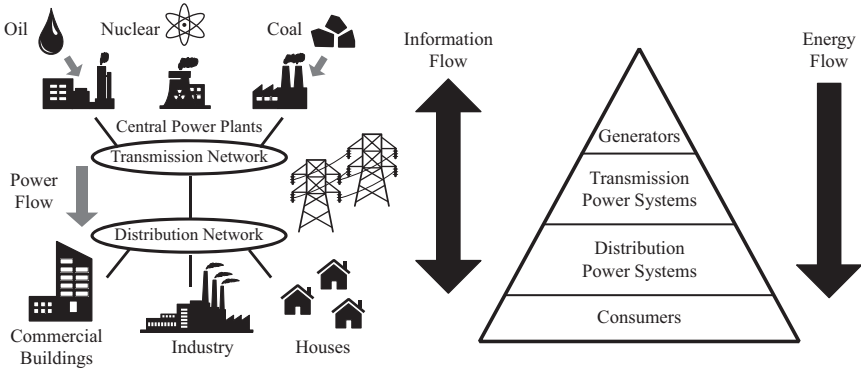 Oil
Nuclear
Coal
Central Power Plants
Transmission Network
Power
Flow
Distribution Network
Commercial
Buildings
Industry
Houses
Information
Flow
Generators
Transmission
Power Systems
Distribution
Power Systems
Consumers
Energy
Flow